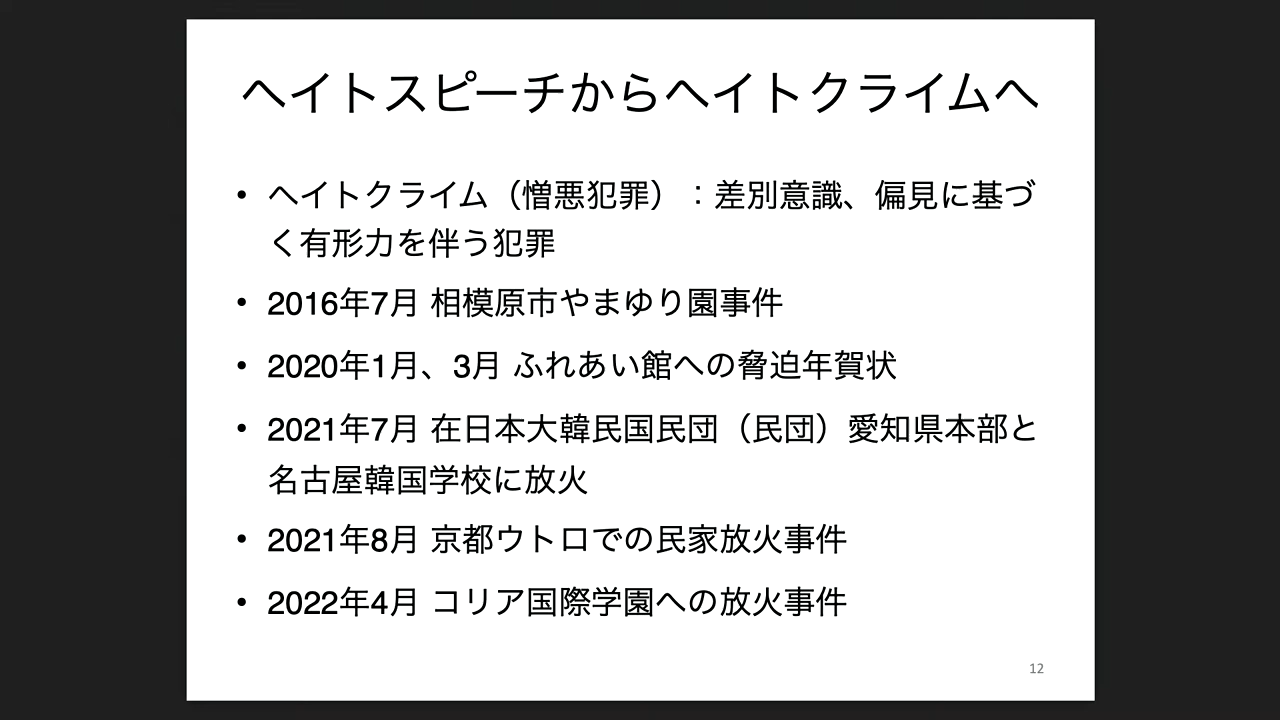 ヘイトスピーチからヘイトクライムへ
• ヘイトクライム（憎悪犯罪）：差別意識、偏見に基づ
く有形力を伴う犯罪
• 2016年7月 相模原市やまゆり園事件
• 2020年1月、3月 ふれあい館への脅迫年賀状
• 2021年7月 在日本大韓民国民団（民団）愛知県本部と
名古屋韓国学校に放火
• 2021年8月 京都ウトロでの民家放火事件
• 2022年4月 コリア国際学園への放火事件
12